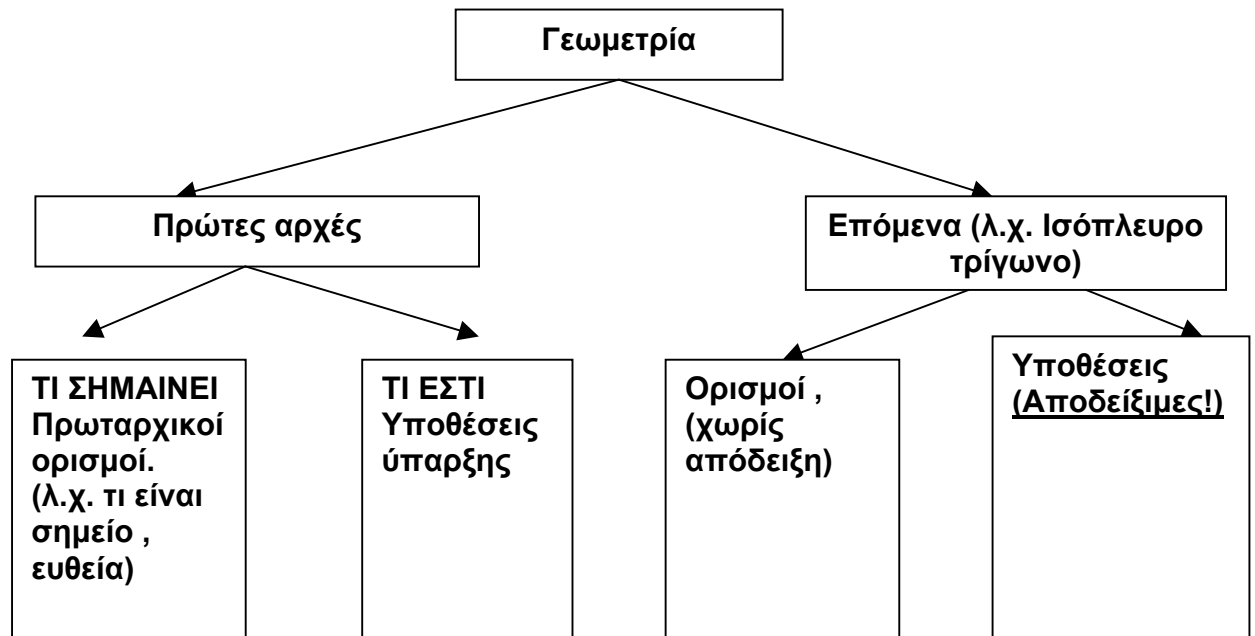 Γεωμετρία
Πρώτες αρχές
Επόμενα (λ.χ. Ισόπλευρο
τρίγωνο)
ΤΙ ΣΗΜΑΙΝΕΙ
Πρωταρχικοί
ορισμοί.
(λ.χ. τι είναι
σημείο ,
ευθεία)
ΤΙ ΕΣΤΙ
Υποθέσεις
ύπαρξης
Ορισμοί ,
(χωρίς
απόδειξη)
Υποθέσεις
(Αποδείξιμες!)